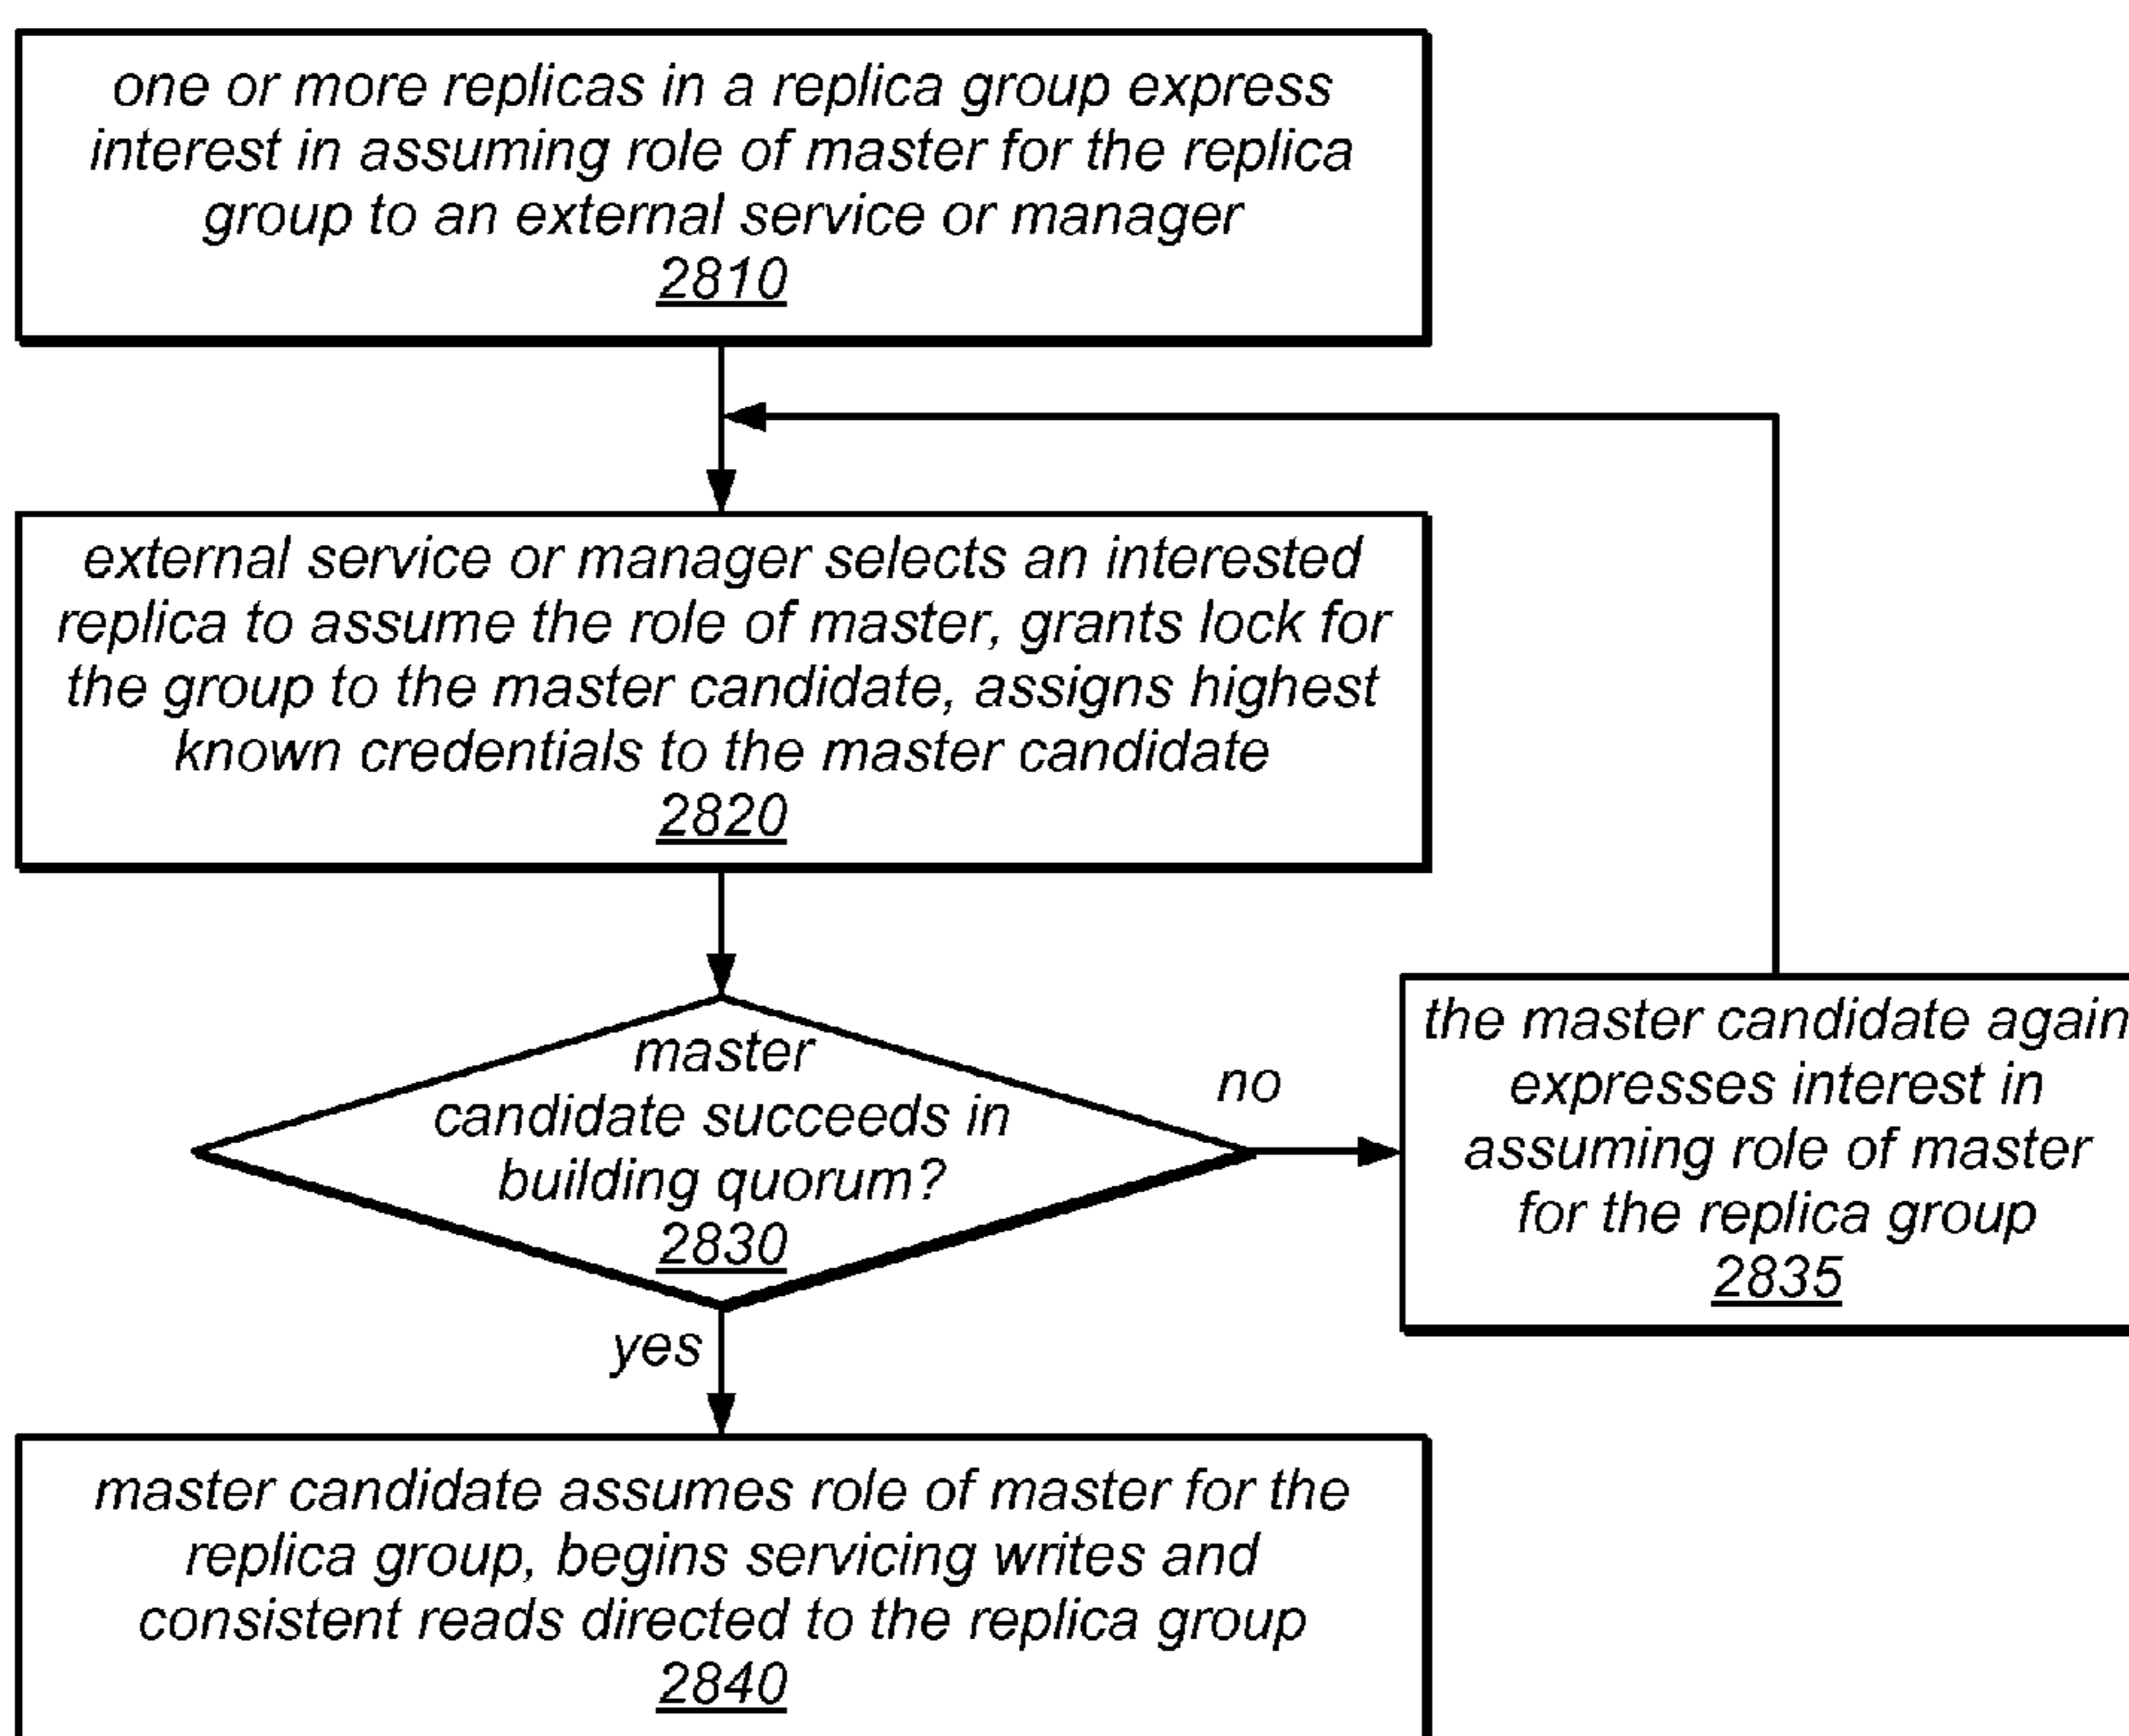 one or more replicas in a replica group express
interest in assuming role of master for the replica
group to an external service or manager
2810
external service or manager selects an interested
replica to assume the role of master, grants lock for
the group to the master candidate, assigns highest
known credentials to the master candidate
2820
master
candidate succeeds in
building quorum?
2830
no
the master candidate again
expresses interest in
assuming role of master
for the replica group
2835
yes
master candidate assumes role of master for the
replica group, begins servicing writes and
consistent reads directed to the replica group
2840